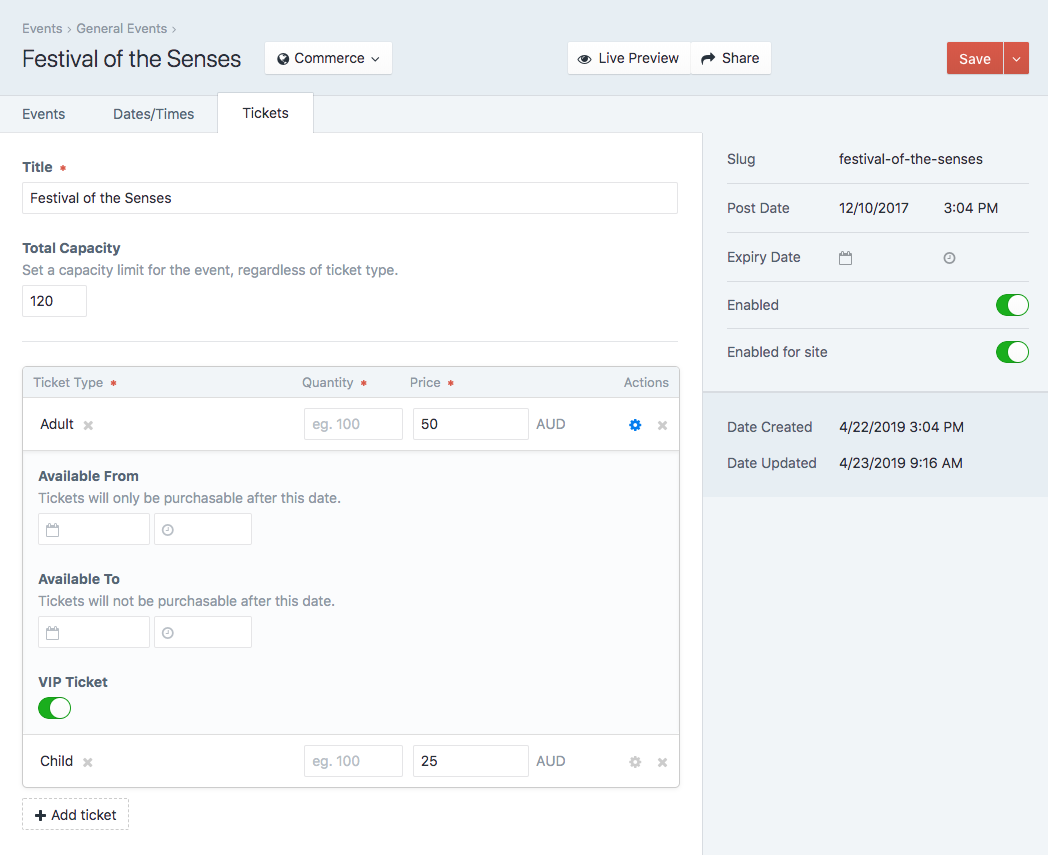 Events › General Events ›
Festival of the Senses
Commerce
Live Preview
Share
Save
Events
Dates/Times
Tickets
Title *
Festival of the Senses
Total Capacity
Set a capacity limit for the event, regardless of ticket type.
120
Ticket Type * Quantity * Price * Actions
Adult eg. 100 50 AUD
Available From
Tickets will only be purchasable after this date.
Available To
Tickets will not be purchasable after this date.
VIP Ticket
Child eg. 100 25 AUD
Add ticket
Slug festival-of-the-senses
Post Date 12/10/2017 3:04 PM
Expiry Date
Enabled
Enabled for site
Date Created 4/22/2019 3:04 PM
Date Updated 4/23/2019 9:16 AM